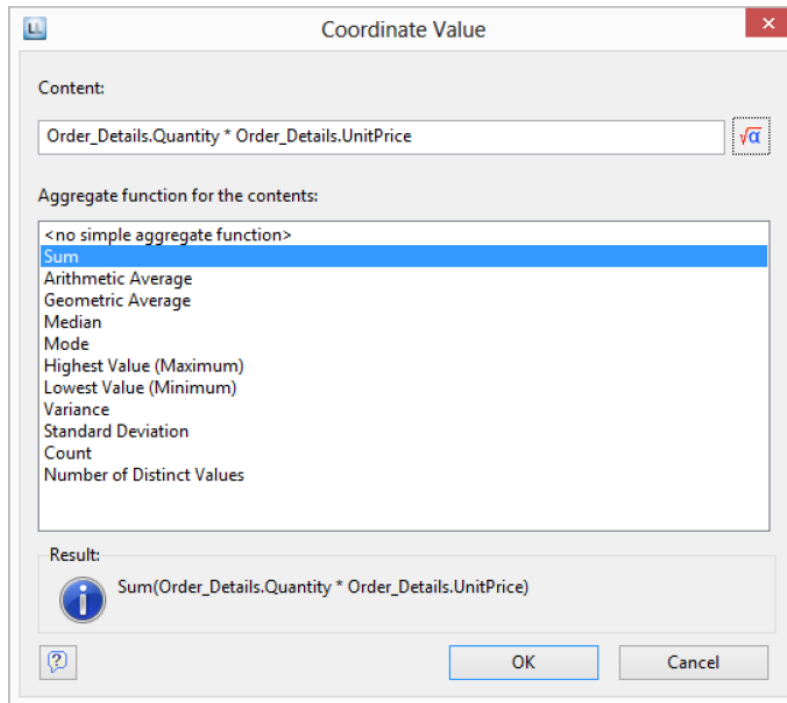 LL
Coordinate Value
Content:
Order_Details.Quantity * Order_Details.UnitPrice
√α
Aggregate function for the contents:
<no simple aggregate function>
Sum
Arithmetic Average
Geometric Average
Median
Mode
Highest Value (Maximum)
Lowest Value (Minimum)
Variance
Standard Deviation
Count
Number of Distinct Values
Result:
Sum(Order_Details.Quantity * Order_Details.UnitPrice)
OK
Cancel